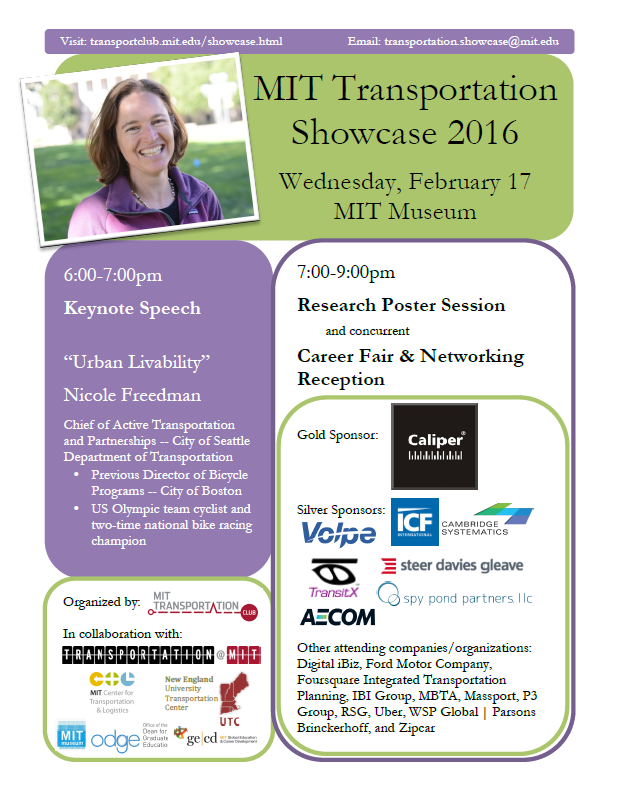 Visit: transportclub.mit.edu/showcase.html
Email: transportation.showcase@mit.edu
MIT Transportation
Showcase 2016
Wednesday, February 17
MIT Museum
6:00-7:00pm
Keynote Speech
“Urban Livability”
Nicole Freedman
Chief of Active Transportation
and Partnerships -- City of Seattle
Department of Transportation
• Previous Director of Bicycle
Programs -- City of Boston
• US Olympic team cyclist and
two-time national bike racing
champion
7:00-9:00pm
Research Poster Session
and concurrent
Career Fair & Networking
Reception
Gold Sponsor:
Caliper®
Silver Sponsors:
Volpe
ICF
INTERNATIONAL
CAMBRIDGE
SYSTEMATICS
TransitX
steer davies gleave
spy pond partners, llc
AECOM
Other attending companies/organizations:
Digital iBiz, Ford Motor Company,
Foursquare Integrated Transportation
Planning, IBI Group, MBTA, Massport, P3
Group, RSG, Uber, WSP Global | Parsons
Brinckerhoff, and Zipcar
Organized by:
MIT
TRANSPORTATION
CLUB
In collaboration with:
TRANSPORTATION@MIT
CTL
MIT Center for
Transportation
& Logistics
New England
University
Transportation
Center
UTC
MIT
museum
odge
Office of the
Dean for
Graduate
Educatio
ge|cd
MIT Global Education
& Career Development